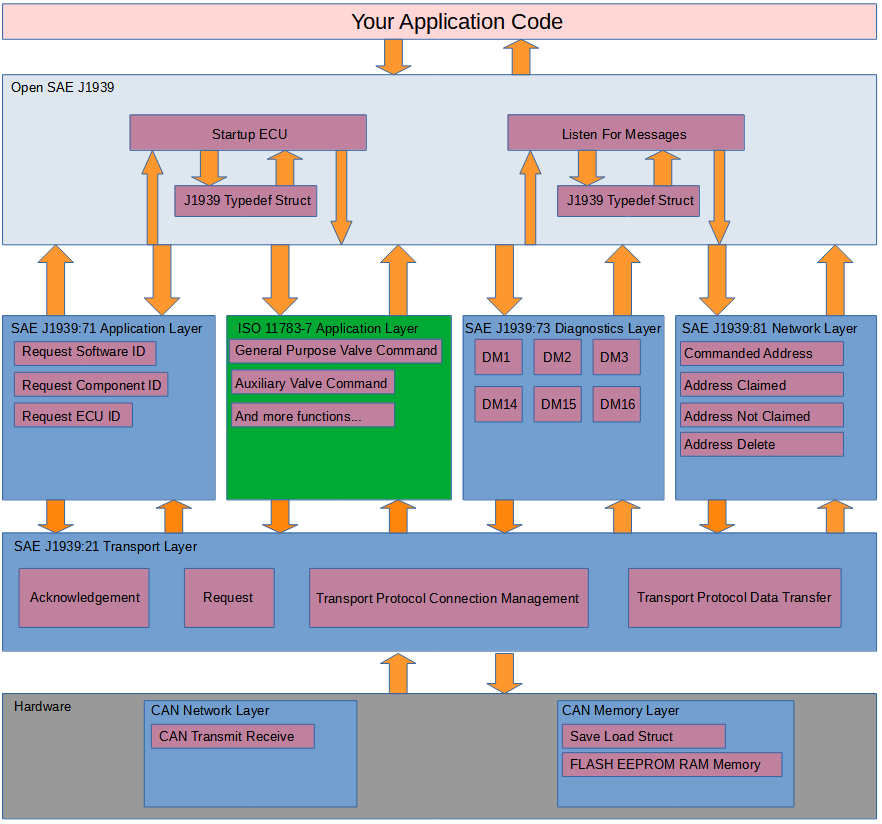 Your Application Code
Open SAE J1939
Startup ECU
Listen For Messages
J1939 Typedef Struct
J1939 Typedef Struct
SAE J1939:71 Application Layer
Request Software ID
Request Component ID
Request ECU ID
ISO 11783-7 Application Layer
General Purpose Valve Command
Auxiliary Valve Command
And more functions...
SAE J1939:73 Diagnostics Layer
DM1
DM2
DM3
DM14
DM15
DM16
SAE J1939:81 Network Layer
Commanded Address
Address Claimed
Address Not Claimed
Address Delete
SAE J1939:21 Transport Layer
Acknowledgement
Request
Transport Protocol Connection Management
Transport Protocol Data Transfer
Hardware
CAN Network Layer
CAN Transmit Receive
CAN Memory Layer
Save Load Struct
FLASH EEPROM RAM Memory